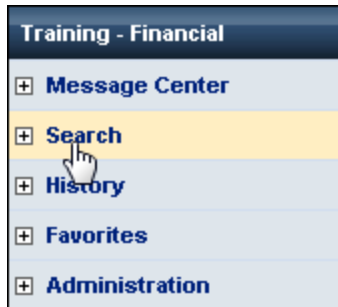 Training - Financial
Message Center
Search
History
Favorites
Administration